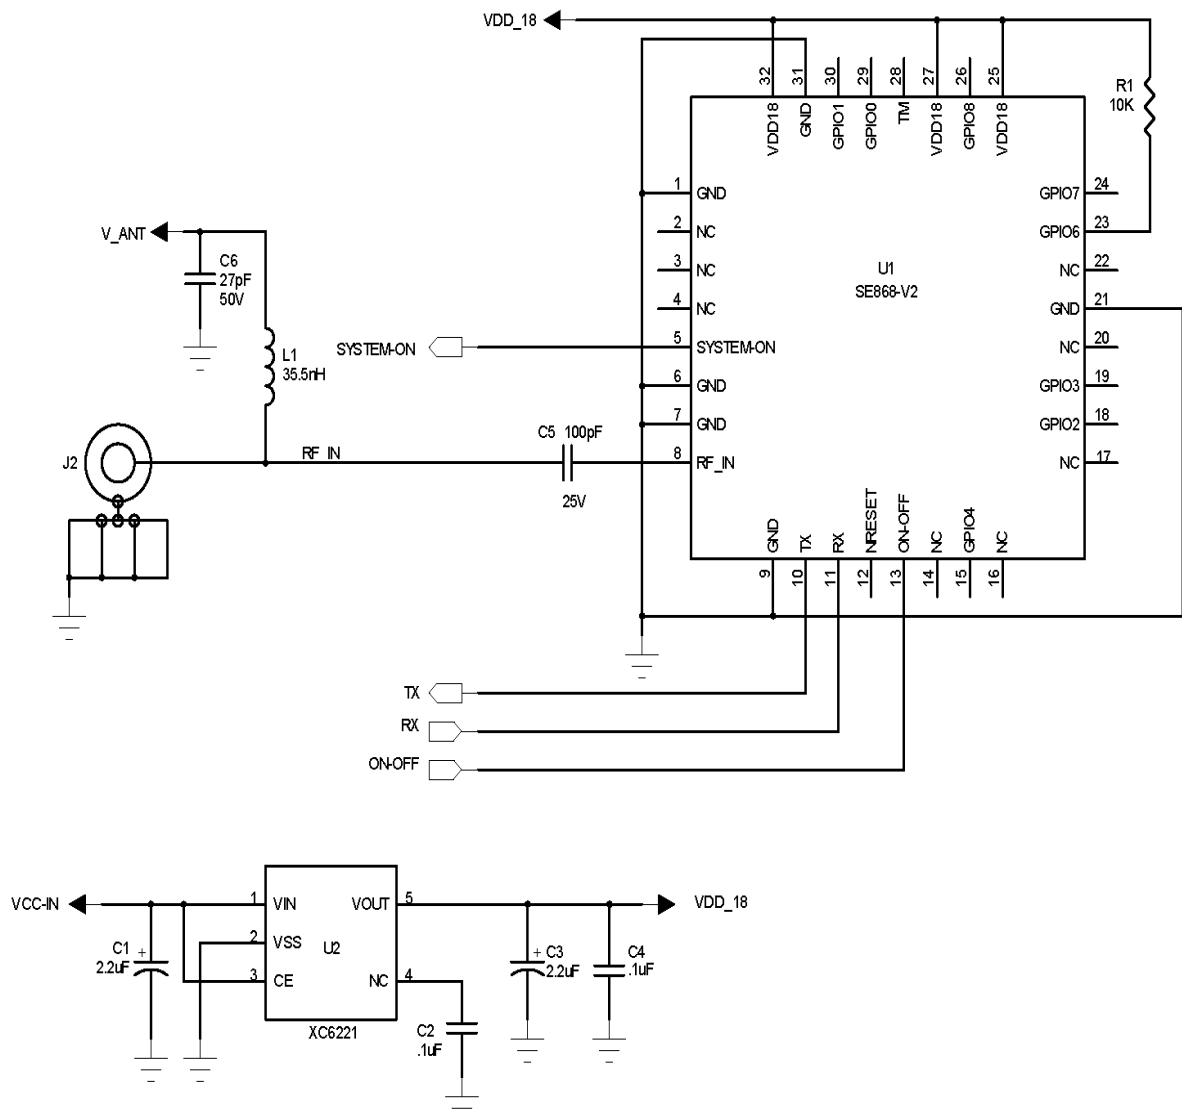 VDD_18
32
31
30
29
28
27
26
25
VDD18
GND
GPIO1
GPIO0
TM
VDD18
GPIO8
VDD18
R1
10K
1 GND
2 NC
3 NC
4 NC
5 SYSTEM-ON
6 GND
7 GND
8 RF_IN
GPIO7 24
GPIO6 23
NC 22
GND 21
NC 20
GPIO3 19
GPIO2 18
NC 17
U1
SE868-V2
V_ANT
C6
27pF
50V
L1
35.5nH
SYSTEM-ON
J2
RF_IN
C5 100pF
25V
GND
TX
RX
NRESET
ON-OFF
NC
GPIO4
NC
9
10
11
12
13
14
15
16
TX
RX
ON-OFF
VCC-IN
C1 +
2.2uF
1 VIN
2 VSS
3 CE
VOUT 5
NC 4
U2
XC6221
C2
.1uF
+ C3
2.2uF
C4
.1uF
VDD_18